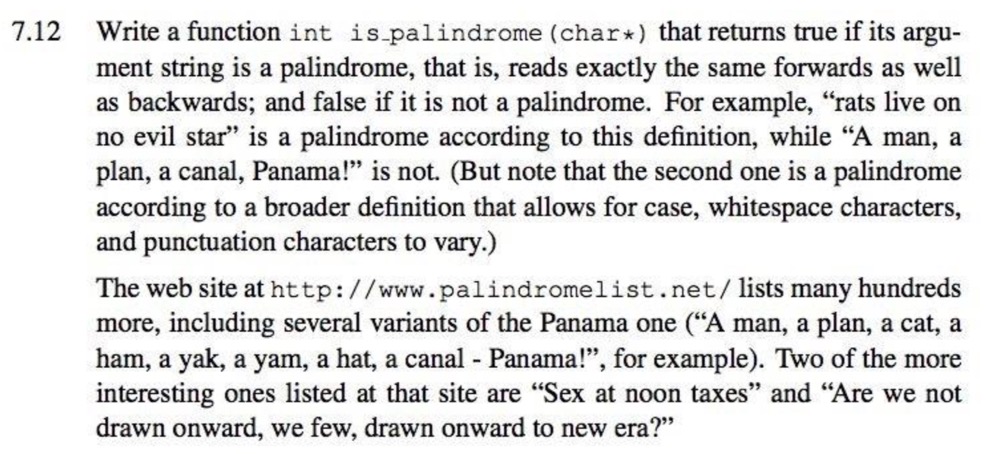 7.12 Write a function int is_palindrome(char*) that returns true if its argu-
ment string is a palindrome, that is, reads exactly the same forwards as well
as backwards; and false if it is not a palindrome. For example, “rats live on
no evil star” is a palindrome according to this definition, while “A man, a
plan, a canal, Panama!” is not. (But note that the second one is a palindrome
according to a broader definition that allows for case, whitespace characters,
and punctuation characters to vary.)
The web site at http://www.palindromelist.net/ lists many hundreds
more, including several variants of the Panama one (“A man, a plan, a cat, a
ham, a yak, a yam, a hat, a canal - Panama!”, for example). Two of the more
interesting ones listed at that site are “Sex at noon taxes” and “Are we not
drawn onward, we few, drawn onward to new era?”